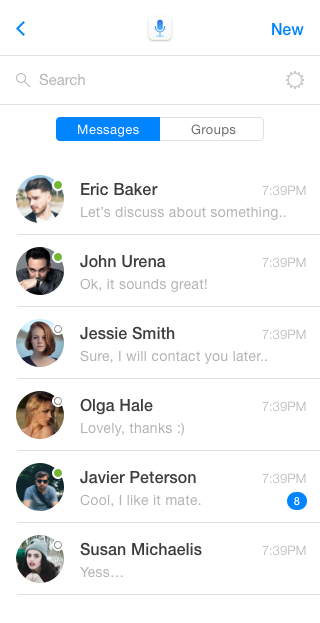 New
Search
Messages
Groups
Eric Baker
7:39PM
Let's discuss about something..
John Urena
7:39PM
Ok, it sounds great!
Jessie Smith
7:39PM
Sure, I will contact you later..
Olga Hale
7:39PM
Lovely, thanks :)
Javier Peterson
7:39PM
Cool, I like it mate.
8
Susan Michaelis
7:39PM
Yess...